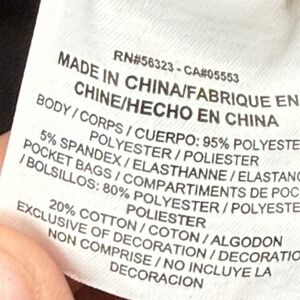 RN#56323 - CA#05553
MADE IN CHINA/FABRIQUE EN
CHINE/HECHO EN CHINA
BODY / CORPS / CUERPO: 95% POLYESTE
POLYESTER / POLIESTER
5% SPANDEX / ELASTHANNE / ELASTAN
POCKET BAGS / COMPARTIMENTS DE POC
/ BOLSILLOS: 80% POLYESTER / POLYESTE
POLIESTER
20% COTTON / COTON / ALGODON
EXCLUSIVE OF DECORATION / DECORATIO
NON COMPRISE / NO INCLUYE LA
DECORACION